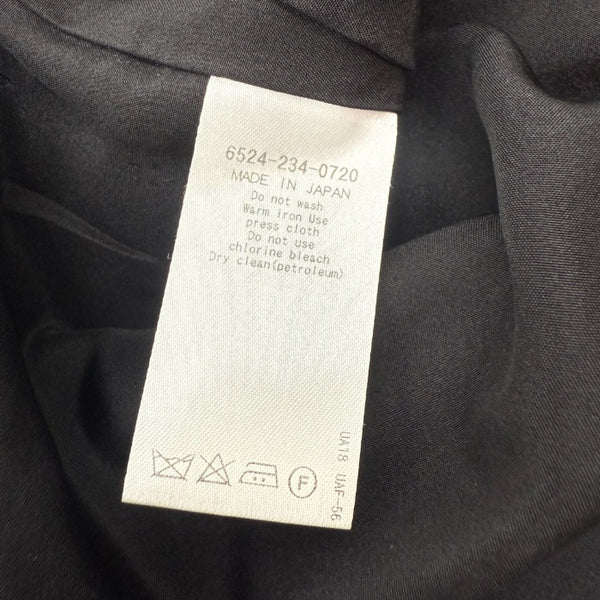 6524-234-0720
MADE IN JAPAN
Do not wash
Warm iron Use
press cloth
Do not use
chlorine bleach
Dry clean(petroleum)
F
UA18 UAF-56